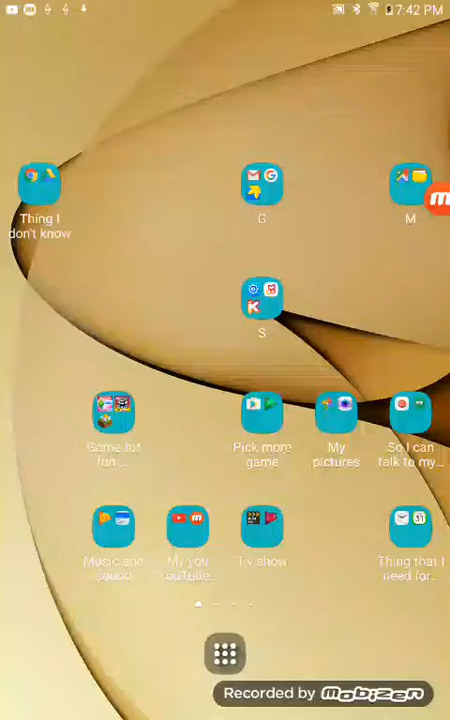 7:42 PM
Thing I
don't know
G
M
S
Game for
fun ...
Pick more
game
My
pictures
So I can
talk to my...
Music and
sound
My you
youTube...
T.v show
Thing that I
need for...
Recorded by Mobizen